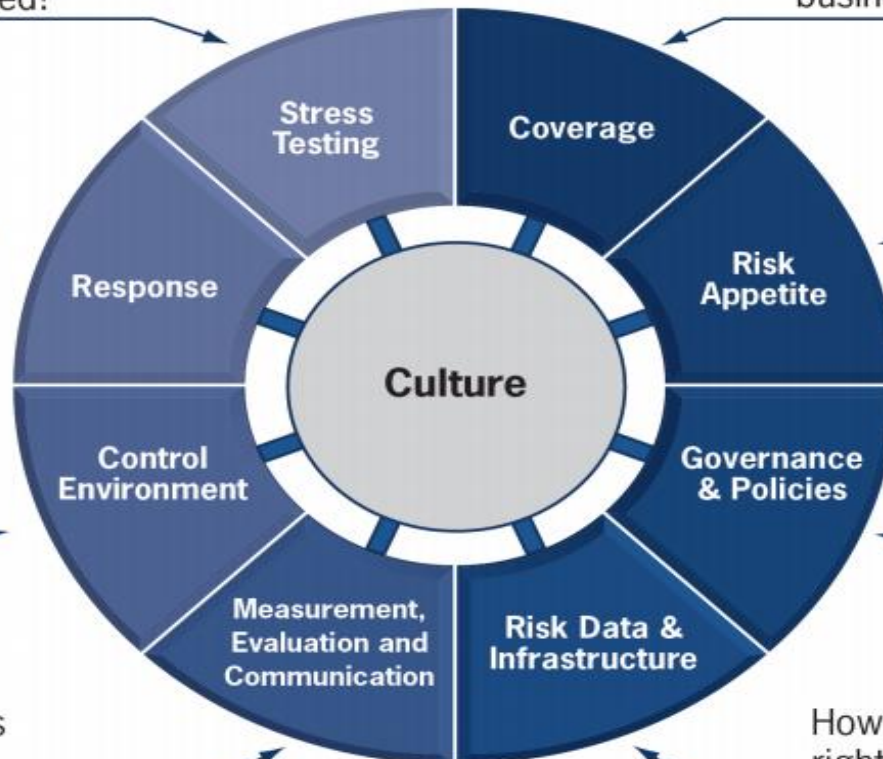 Stress
Testing
Coverage
Risk
Appetite
Response
Culture
Control
Environment
Governance
& Policies
Measurement,
Evaluation and
Communication
Risk Data &
Infrastructure
How